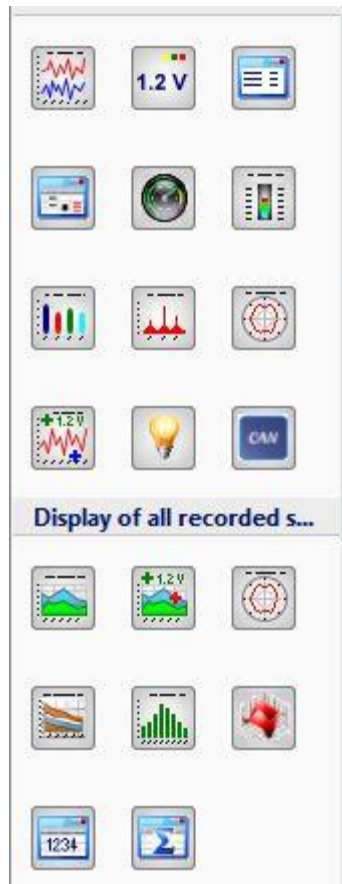 1.2 V
+1.2 V
CAN
Display of all recorded s...
+1.2 V
1234
Σ